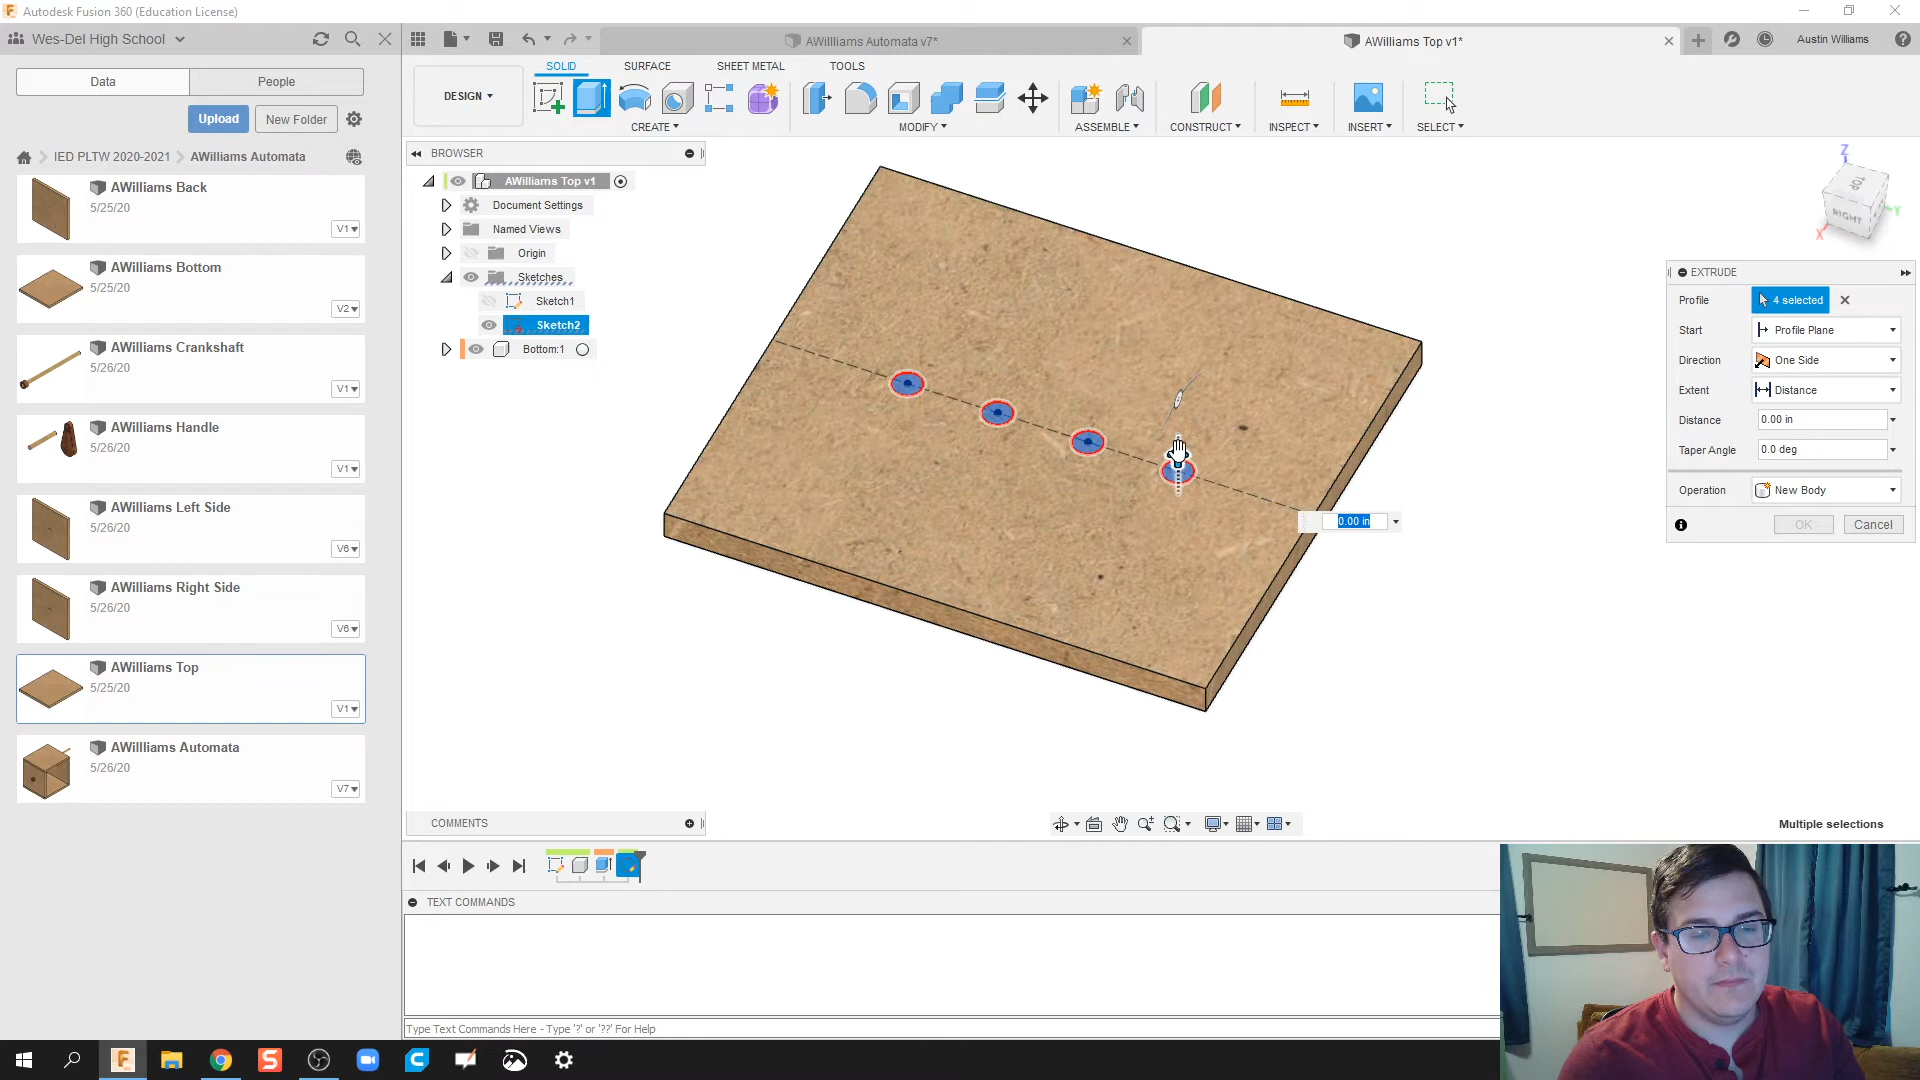 Autodesk Fusion 360 (Education License)
Wes-Del High School
AWillliams Automata v7*
AWilliams Top v1*
Austin Williams
Data
People
SOLID
SURFACE
SHEET METAL
TOOLS
DESIGN
CREATE
MODIFY
ASSEMBLE
CONSTRUCT
INSPECT
INSERT
SELECT
Upload
New Folder
IED PLTW 2020-2021
AWilliams Automata
AWilliams Back
5/25/20
V1
AWilliams Bottom
5/25/20
V2
AWilliams Crankshaft
5/26/20
V1
AWilliams Handle
5/26/20
V1
AWilliams Left Side
5/26/20
V6
AWilliams Right Side
5/26/20
V6
AWilliams Top
5/25/20
V1
AWillliams Automata
5/26/20
V7
BROWSER
AWilliams Top v1
Document Settings
Named Views
Origin
Sketches
Sketch1
Sketch2
Bottom:1
Z
TOP
RIGHT
X
Y
EXTRUDE
Profile
4 selected
Start
Profile Plane
Direction
One Side
Extent
Distance
Distance
0.00 in
Taper Angle
0.0 deg
Operation
New Body
OK
Cancel
0.00 in
COMMENTS
Multiple selections
TEXT COMMANDS
Type Text Commands Here - Type '?' or '??' For Help